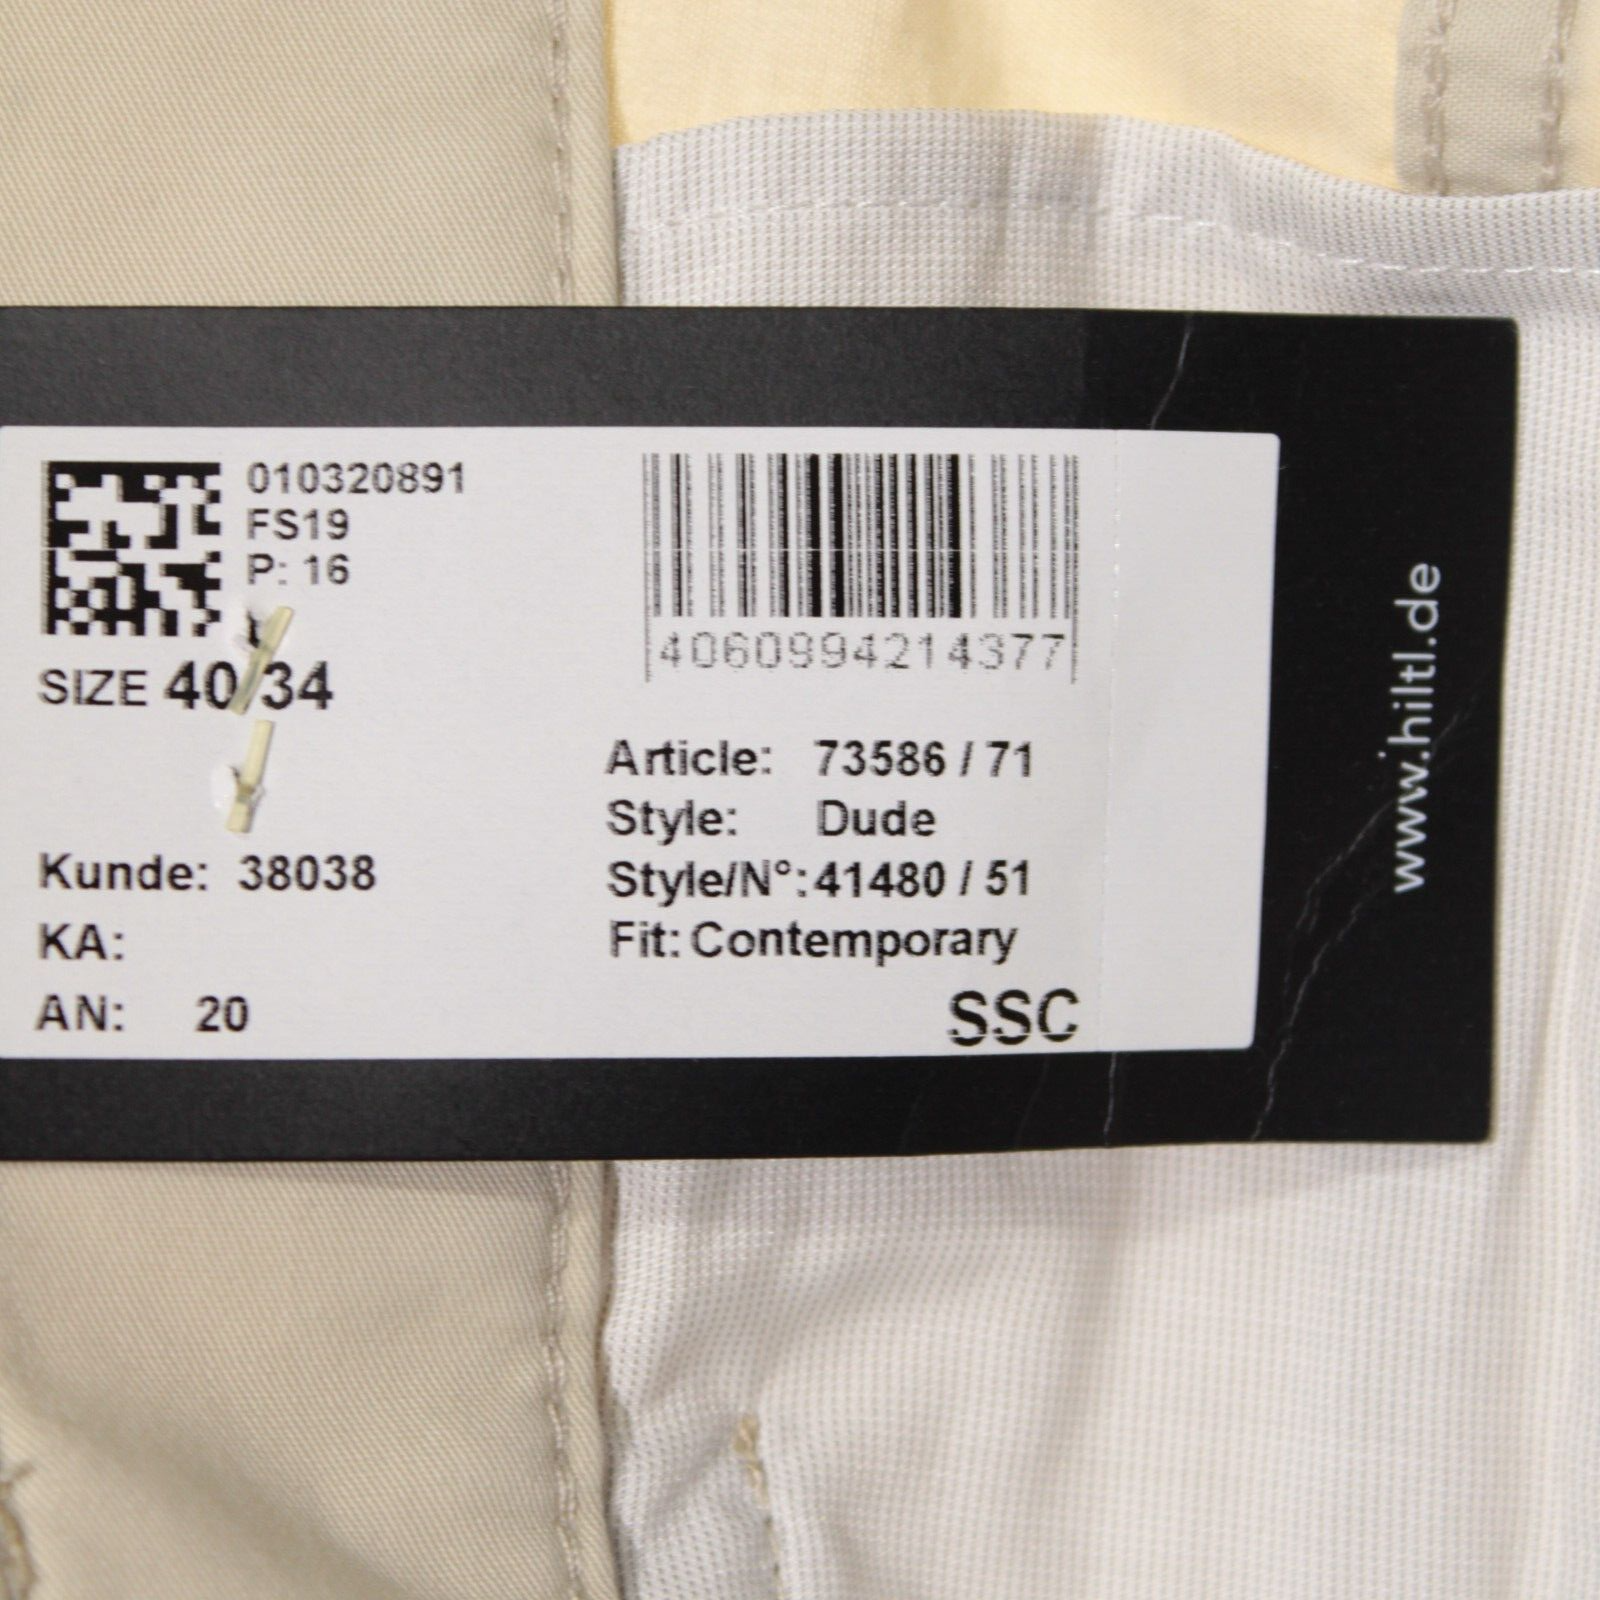 010320891
FS19
P: 16
SIZE 40/34
4060994214377
Article: 73586 / 71
Style: Dude
Style/N°: 41480 / 51
Fit: Contemporary
Kunde: 38038
KA:
AN: 20
SSC
www.hiltl.de